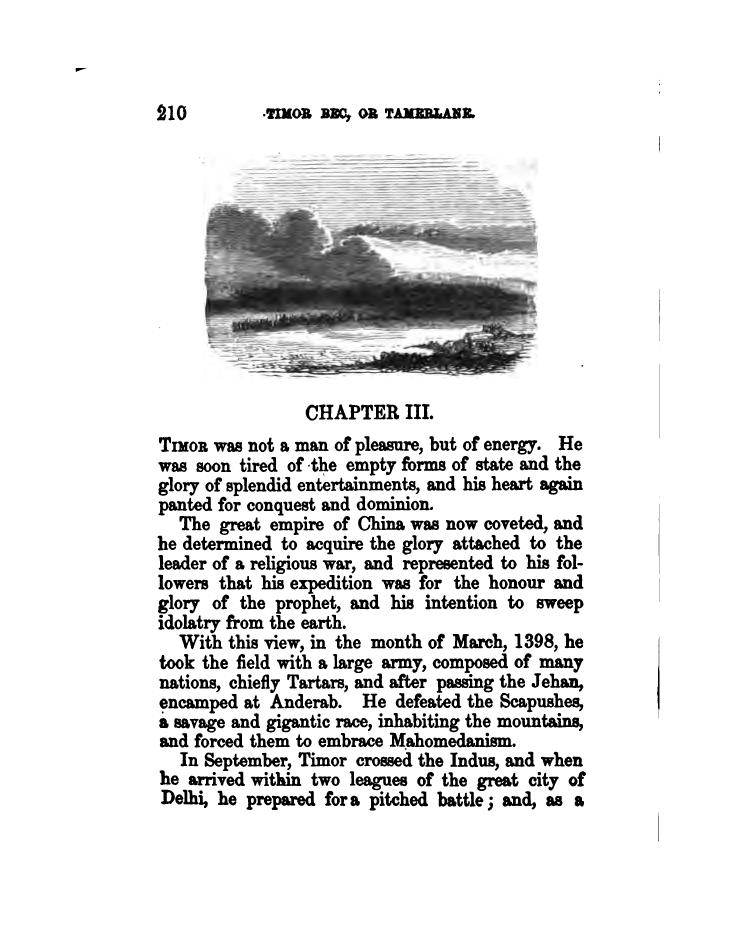 210 TIMOR BEC, OR TAMERLANE.
CHAPTER III.
TIMOR was not a man of pleasure, but of energy. He
was soon tired of the empty forms of state and the
glory of splendid entertainments, and his heart again
panted for conquest and dominion.
The great empire of China was now coveted, and
he determined to acquire the glory attached to the
leader of a religious war, and represented to his fol-
lowers that his expedition was for the honour and
glory of the prophet, and his intention to sweep
idolatry from the earth.
With this view, in the month of March, 1398, he
took the field with a large army, composed of many
nations, chiefly Tartars, and after passing the Jehan,
encamped at Anderab. He defeated the Scapushes,
a savage and gigantic race, inhabiting the mountains,
and forced them to embrace Mahomedanism.
In September, Timor crossed the Indus, and when
he arrived within two leagues of the great city of
Delhi, he prepared for a pitched battle; and, as a